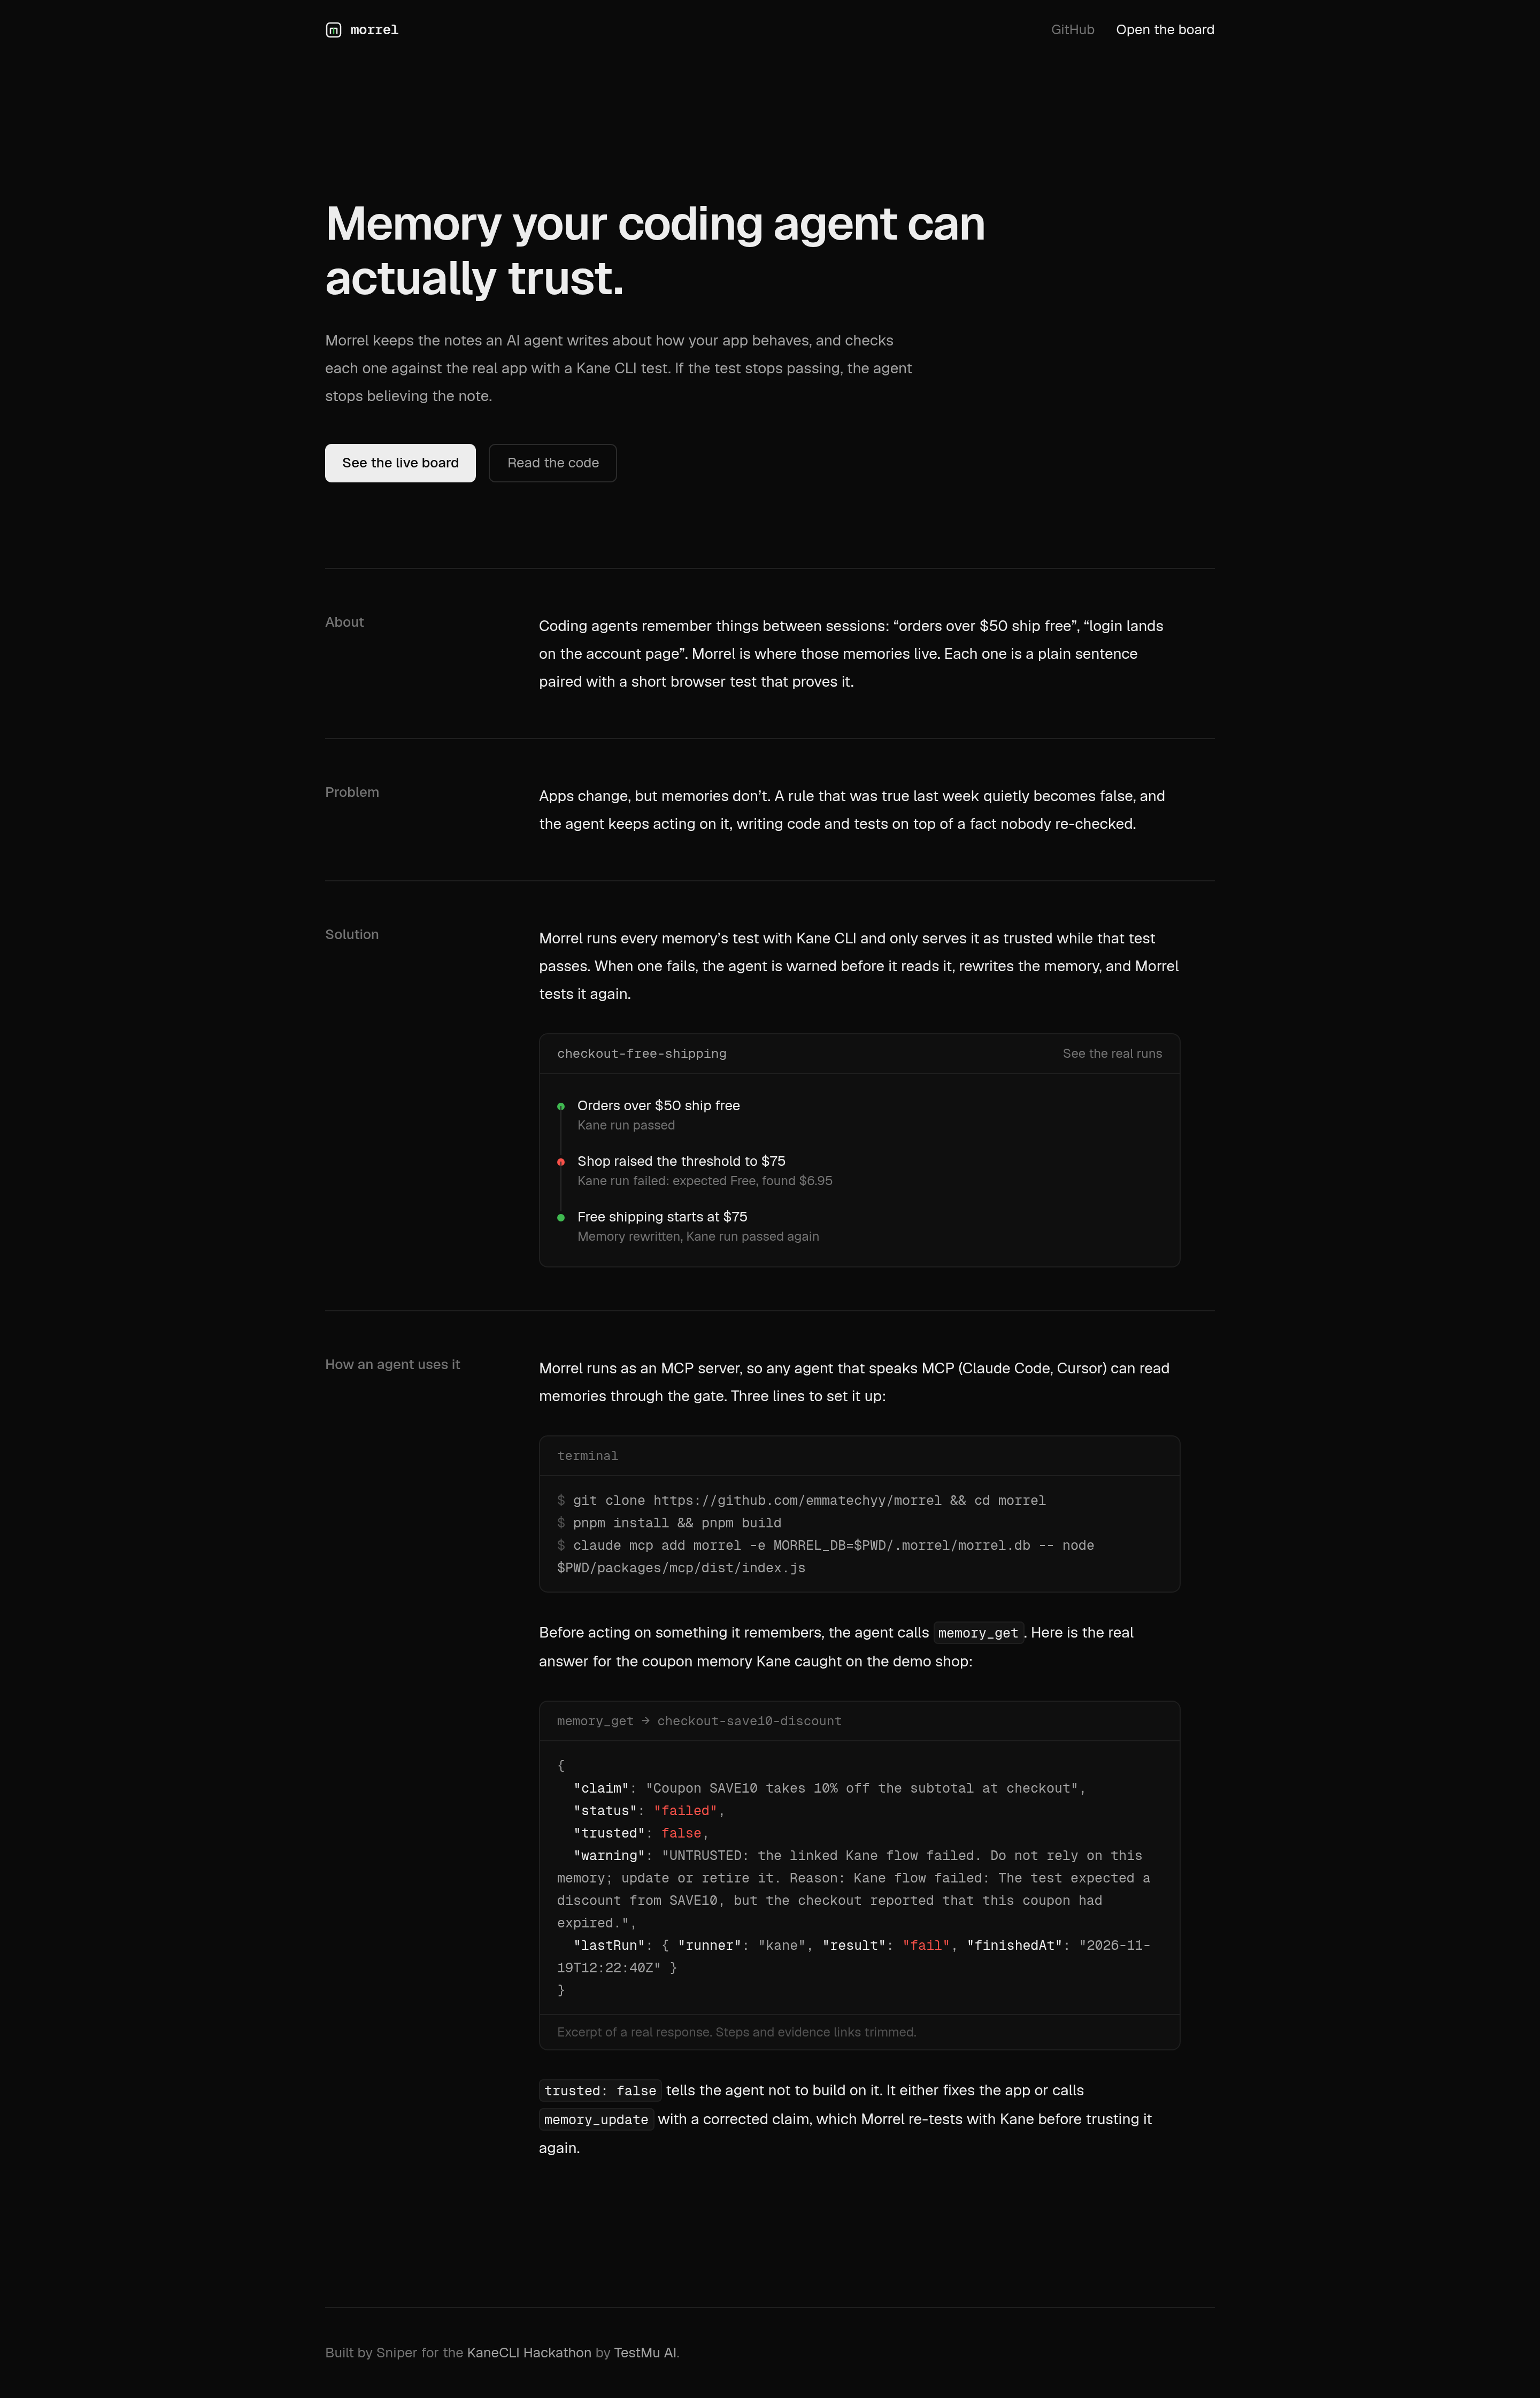 morrel
GitHub
Open the board
Memory your coding agent can
actually trust.
Morrel keeps the notes an AI agent writes about how your app behaves, and checks
each one against the real app with a Kane CLI test. If the test stops passing, the agent
stops believing the note.
See the live board
Read the code
About
Coding agents remember things between sessions: “orders over $50 ship free”, “login lands
on the account page”. Morrel is where those memories live. Each one is a plain sentence
paired with a short browser test that proves it.
Problem
Apps change, but memories don’t. A rule that was true last week quietly becomes false, and
the agent keeps acting on it, writing code and tests on top of a fact nobody re-checked.
Solution
Morrel runs every memory’s test with Kane CLI and only serves it as trusted while that test
passes. When one fails, the agent is warned before it reads it, rewrites the memory, and Morrel
tests it again.
checkout-free-shipping
See the real runs
Orders over $50 ship free
Kane run passed
Shop raised the threshold to $75
Kane run failed: expected Free, found $6.95
Free shipping starts at $75
Memory rewritten, Kane run passed again
How an agent uses it
Morrel runs as an MCP server, so any agent that speaks MCP (Claude Code, Cursor) can read
memories through the gate. Three lines to set it up:
terminal
$ git clone https://github.com/emmatechyy/morrel && cd morrel
$ pnpm install && pnpm build
$ claude mcp add morrel -e MORREL_DB=$PWD/.morrel/morrel.db -- node
$PWD/packages/mcp/dist/index.js
Before acting on something it remembers, the agent calls memory_get. Here is the real
answer for the coupon memory Kane caught on the demo shop:
memory_get → checkout-save10-discount
{
"claim": "Coupon SAVE10 takes 10% off the subtotal at checkout",
"status": "failed",
"trusted": false,
"warning": "UNTRUSTED: the linked Kane flow failed. Do not rely on this
memory; update or retire it. Reason: Kane flow failed: The test expected a
discount from SAVE10, but the checkout reported that this coupon had
expired.",
"lastRun": { "runner": "kane", "result": "fail", "finishedAt": "2026-11-
19T12:22:40Z" }
}
Excerpt of a real response. Steps and evidence links trimmed.
trusted: false tells the agent not to build on it. It either fixes the app or calls
memory_update with a corrected claim, which Morrel re-tests with Kane before trusting it
again.
Built by Sniper for the KaneCLI Hackathon by TestMu AI.